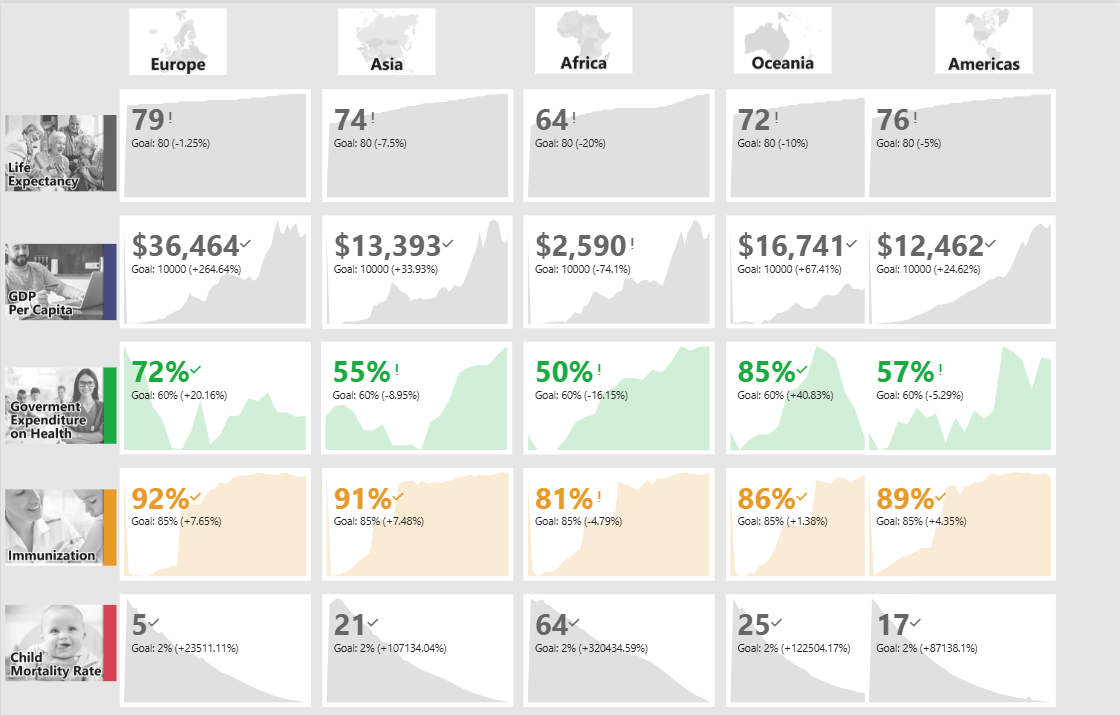 Europe
Asia
Africa
Oceania
Americas
Life
Expectancy
79!
Goal: 80 (-1.25%)
74!
Goal: 80 (-7.5%)
64!
Goal: 80 (-20%)
72!
Goal: 80 (-10%)
76!
Goal: 80 (-5%)
GDP
Per Capita
$36,464✓
Goal: 10000 (+264.64%)
$13,393✓
Goal: 10000 (+33.93%)
$2,590!
Goal: 10000 (-74.1%)
$16,741✓
Goal: 10000 (+67.41%)
$12,462✓
Goal: 10000 (+24.62%)
Goverment
Expenditure
on Health
72%✓
Goal: 60% (+20.16%)
55%!
Goal: 60% (-8.95%)
50%!
Goal: 60% (-16.15%)
85%✓
Goal: 60% (+40.83%)
57%!
Goal: 60% (-5.29%)
Immunization
92%✓
Goal: 85% (+7.65%)
91%✓
Goal: 85% (+7.48%)
81%!
Goal: 85% (-4.79%)
86%✓
Goal: 85% (+1.38%)
89%✓
Goal: 85% (+4.35%)
Child
Mortality Rate
5✓
Goal: 2% (+23511.11%)
21✓
Goal: 2% (+107134.04%)
64✓
Goal: 2% (+320434.59%)
25✓
Goal: 2% (+122504.17%)
17✓
Goal: 2% (+87138.1%)